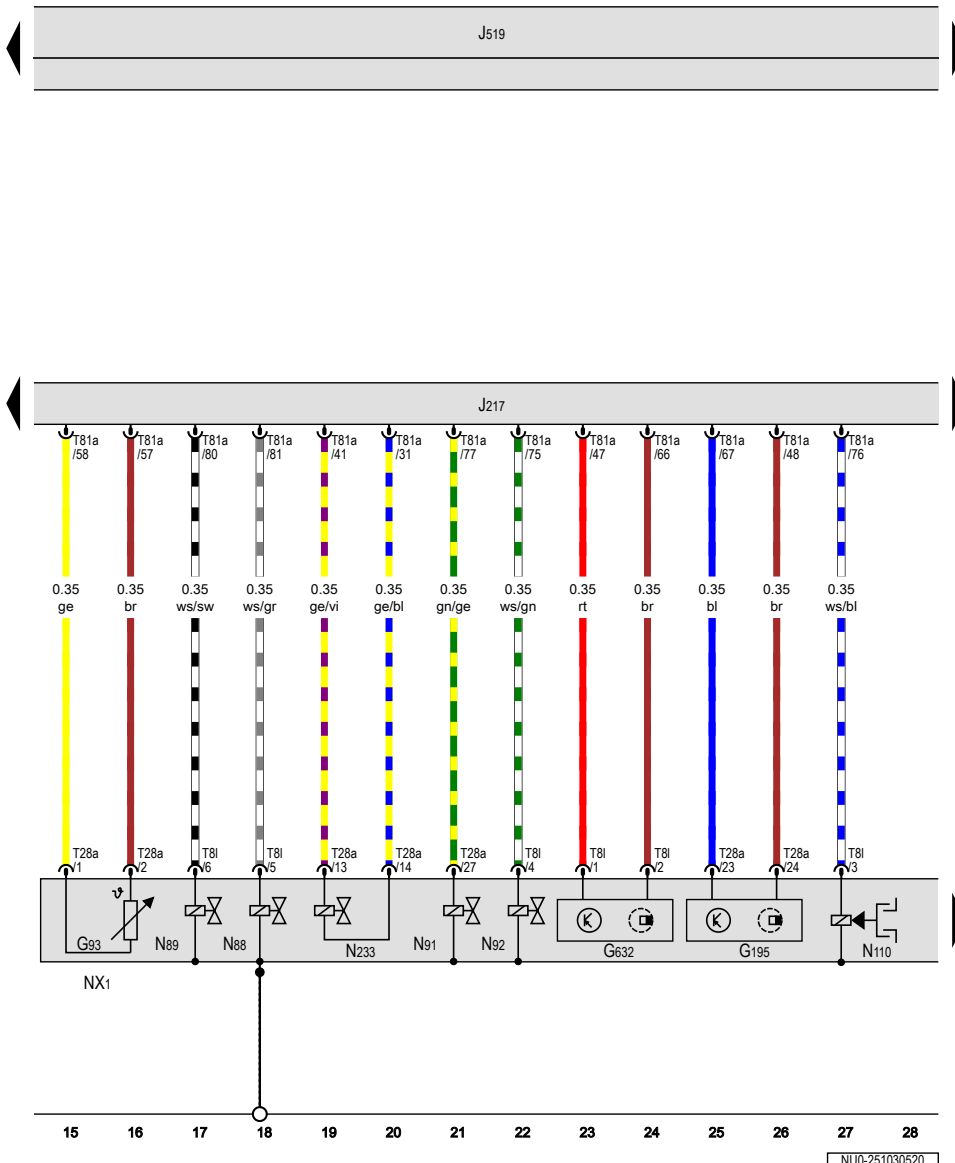 J519
J217
T81a T81a T81a T81a T81a T81a T81a T81a T81a T81a T81a T81a T81a
/58 /57 /80 /81 /41 /31 /77 /75 /47 /66 /67 /48 /76
0.35 0.35 0.35 0.35 0.35 0.35 0.35 0.35 0.35 0.35 0.35 0.35 0.35
ge br ws/sw ws/gr ge/vi ge/bl gn/ge ws/gn rt br bl br ws/bl
T28a T28a T8l T8l T28a T28a T28a T8l T8l T8l T28a T28a T8l
/1 /2 /6 /5 /13 /14 /27 /4 /1 /2 /23 /24 /3
ϑ
G93 N89 N88 N233 N91 N92 G632 G195 N110
NX1
15 16 17 18 19 20 21 22 23 24 25 26 27 28
NU0-251030520